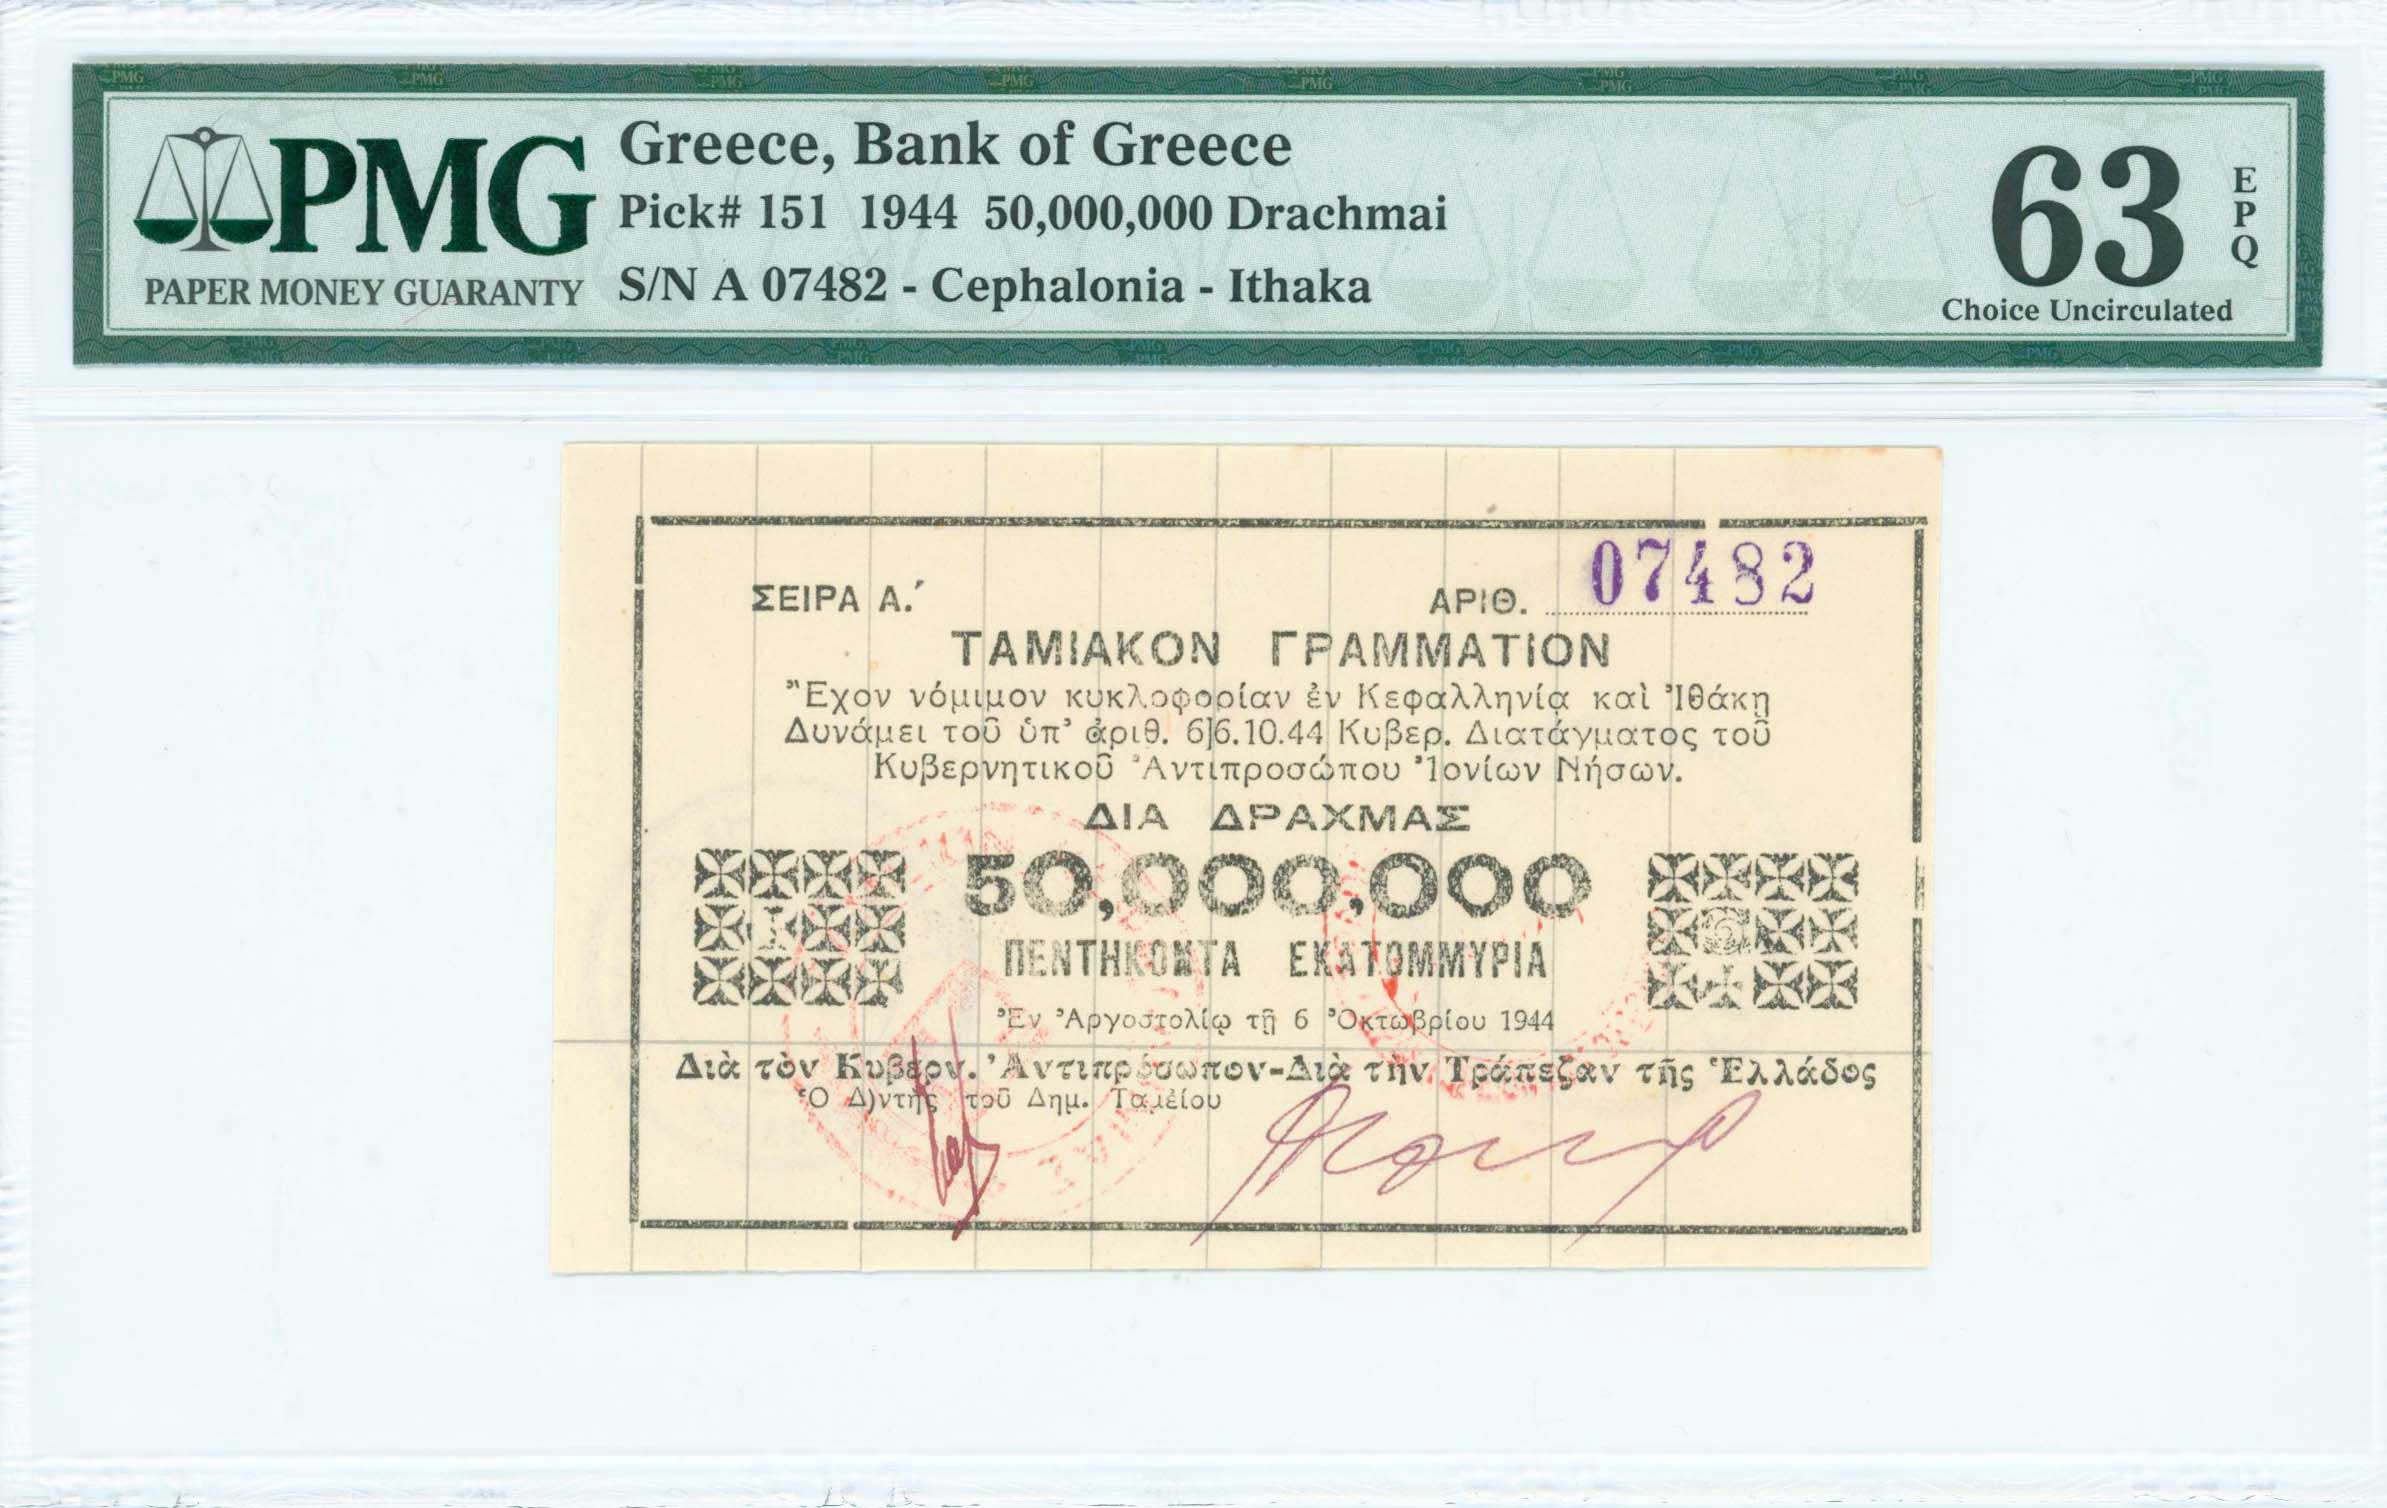 PMG
PAPER MONEY GUARANTY
Greece, Bank of Greece
Pick# 151 1944 50,000,000 Drachmai
S/N A 07482 - Cephalonia - Ithaka
63
EPQ
Choice Uncirculated
ΣΕΙΡΑ Α.΄ ΑΡΙΘ. 07482
ΤΑΜΙΑΚΟΝ ΓΡΑΜΜΑΤΙΟΝ
Ἔχον νόμιμον κυκλοφορίαν ἐν Κεφαλληνίᾳ καὶ Ἰθάκῃ
Δυνάμει τοῦ ὑπ' ἀριθ. 6]6.10.44 Κυβερ. Διατάγματος τοῦ
Κυβερνητικοῦ Ἀντιπροσώπου Ἰονίων Νήσων.
ΔΙΑ ΔΡΑΧΜΑΣ
50,000,000
ΠΕΝΤΗΚΟΝΤΑ ΕΚΑΤΟΜΜΥΡΙΑ
Ἐν Ἀργοστολίῳ τῇ 6 Ὀκτωβρίου 1944
Διὰ τὸν Κυβερν. Ἀντιπρόσωπον-Διὰ τὴν Τράπεζαν τῆς Ἑλλάδος
Ὁ Δ)ντὴς τοῦ Δημ. Ταμείου